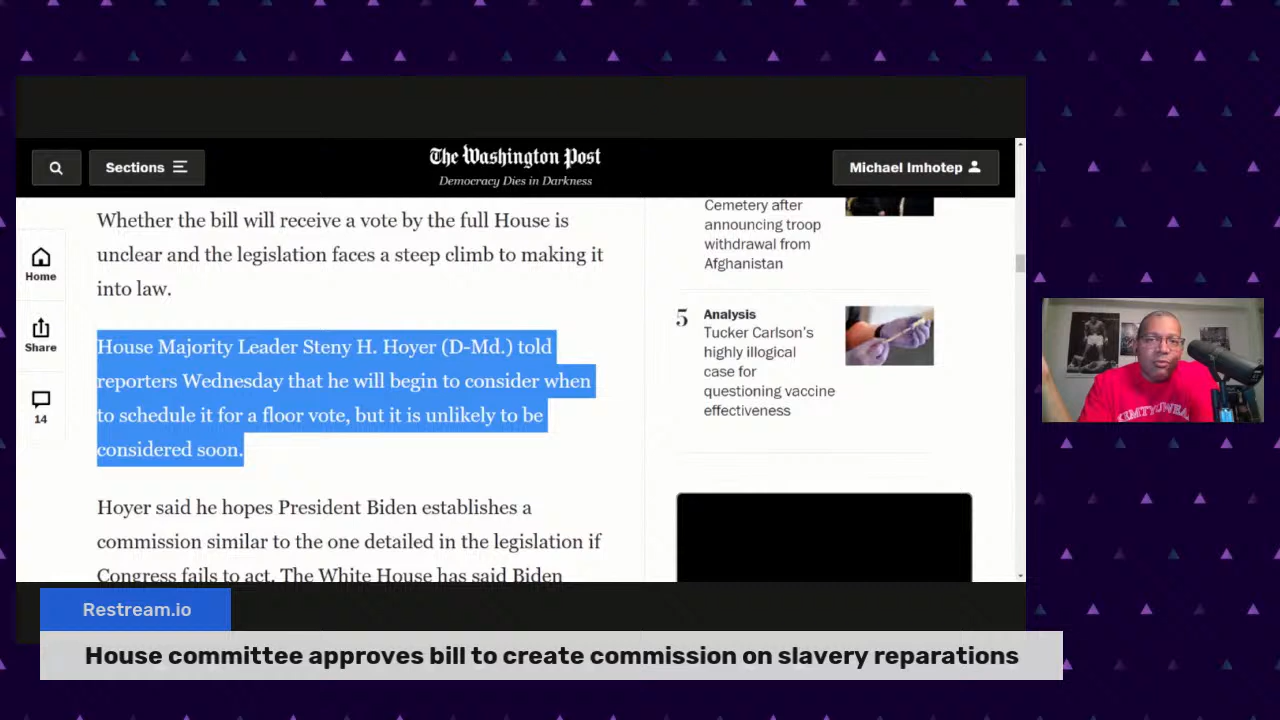 Sections
The Washington Post
Democracy Dies in Darkness
Michael Imhotep
Home
Share
14
Whether the bill will receive a vote by the full House is
unclear and the legislation faces a steep climb to making it
into law.
House Majority Leader Steny H. Hoyer (D-Md.) told
reporters Wednesday that he will begin to consider when
to schedule it for a floor vote, but it is unlikely to be
considered soon.
Hoyer said he hopes President Biden establishes a
commission similar to the one detailed in the legislation if
Congress fails to act. The White House has said Biden
Cemetery after
announcing troop
withdrawal from
Afghanistan
5
Analysis
Tucker Carlson's
highly illogical
case for
questioning vaccine
effectiveness
Restream.io
House committee approves bill to create commission on slavery reparations